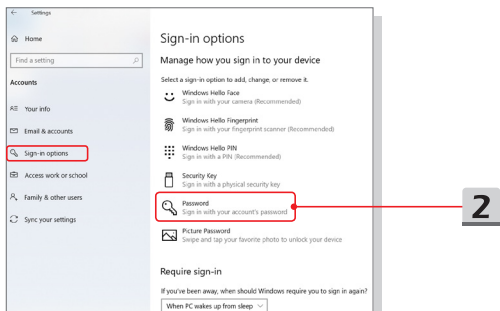 Settings
Home
Find a setting
Accounts
Your info
Email & accounts
Sign-in options
Access work or school
Family & other users
Sync your settings
Sign-in options
Manage how you sign in to your device
Select a sign-in option to add, change, or remove it.
Windows Hello Face
Sign in with your camera (Recommended)
Windows Hello Fingerprint
Sign in with your fingerprint scanner (Recommended)
Windows Hello PIN
Sign in with a PIN (Recommended)
Security Key
Sign in with a physical security key
Password
Sign in with your account's password
Picture Password
Swipe and tap your favorite photo to unlock your device
Require sign-in
If you've been away, when should Windows require you to sign in again?
When PC wakes up from sleep
2